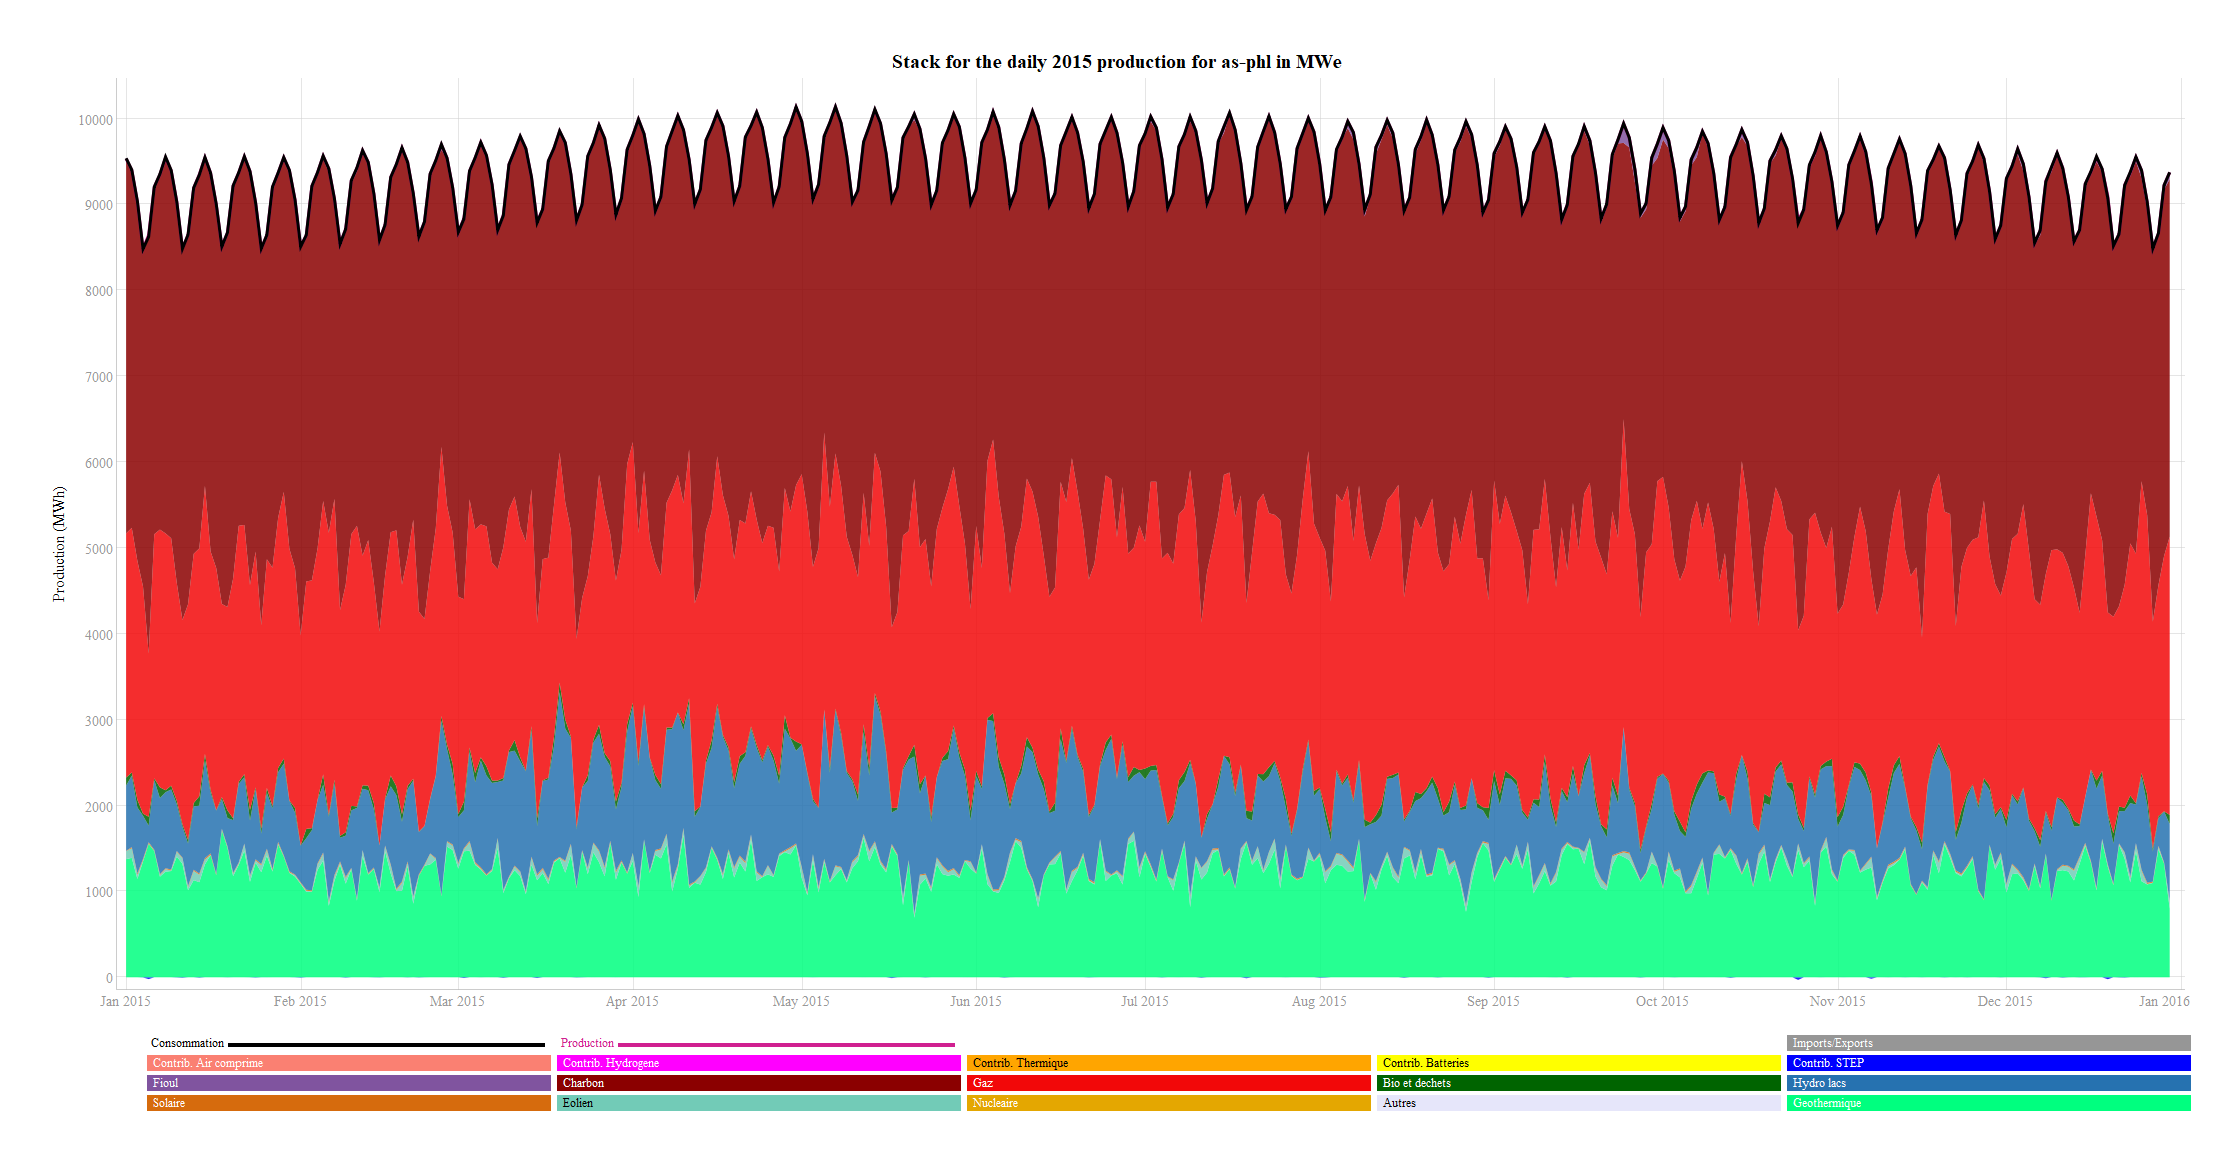 Stack for the daily 2015 production for as-phl in MWe
Production (MWh)
10000
9000
8000
7000
6000
5000
4000
3000
2000
1000
0
Jan 2015 Feb 2015 Mar 2015 Apr 2015 May 2015 Jun 2015 Jul 2015 Aug 2015 Sep 2015 Oct 2015 Nov 2015 Dec 2015 Jan 2016
Consommation Production Imports/Exports
Contrib. Air comprime Contrib. Hydrogene Contrib. Thermique Contrib. Batteries Contrib. STEP
Fioul Charbon Gaz Bio et dechets Hydro lacs
Solaire Eolien Nucleaire Autres Geothermique